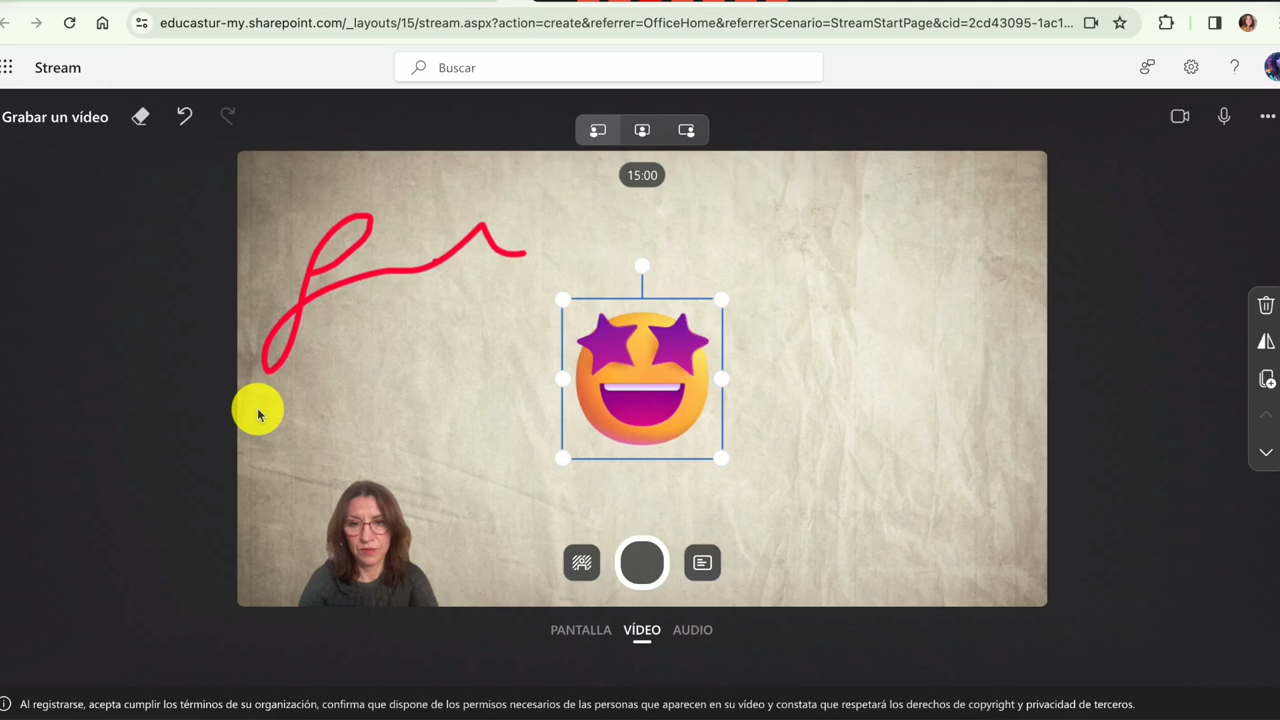 educastur-my.sharepoint.com/_layouts/15/stream.aspx?action=create&referrer=OfficeHome&referrerScenario=StreamStartPage&cid=2cd43095-1ac1...
Stream
Buscar
Grabar un vídeo
15:00
PANTALLA VÍDEO AUDIO
Al registrarse, acepta cumplir los términos de su organización, confirma que dispone de los permisos necesarios de las personas que aparecen en su vídeo y constata que respetará los derechos de copyright y privacidad de terceros.